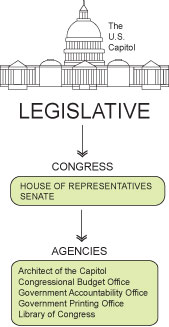 The
U.S.
Capitol
LEGISLATIVE
CONGRESS
HOUSE OF REPRESENTATIVES
SENATE
AGENCIES
Architect of the Capitol
Congressional Budget Office
Government Accountability Office
Government Printing Office
Library of Congress